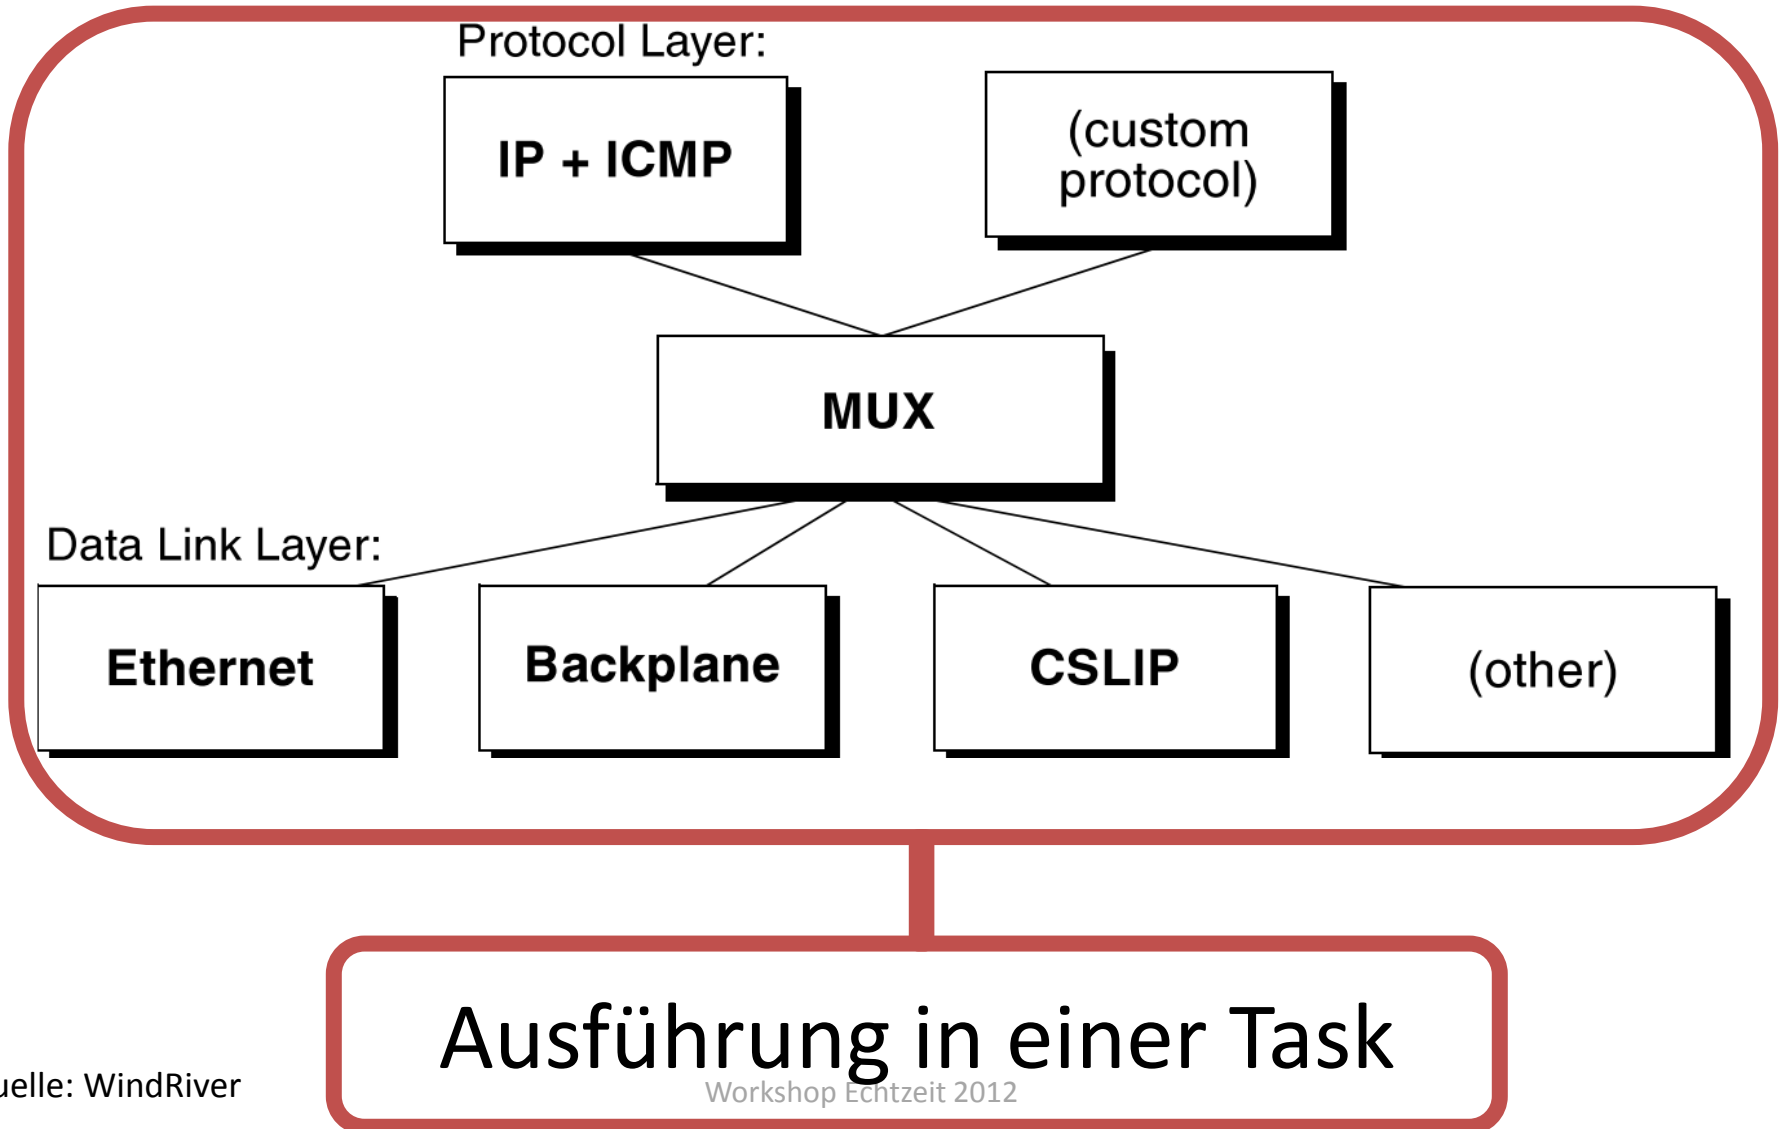 Protocol Layer:
IP + ICMP
(custom
protocol)
MUX
Data Link Layer:
Ethernet
Backplane
CSLIP
(other)
Ausführung in einer Task
uelle: WindRiver
Workshop Echtzeit 2012